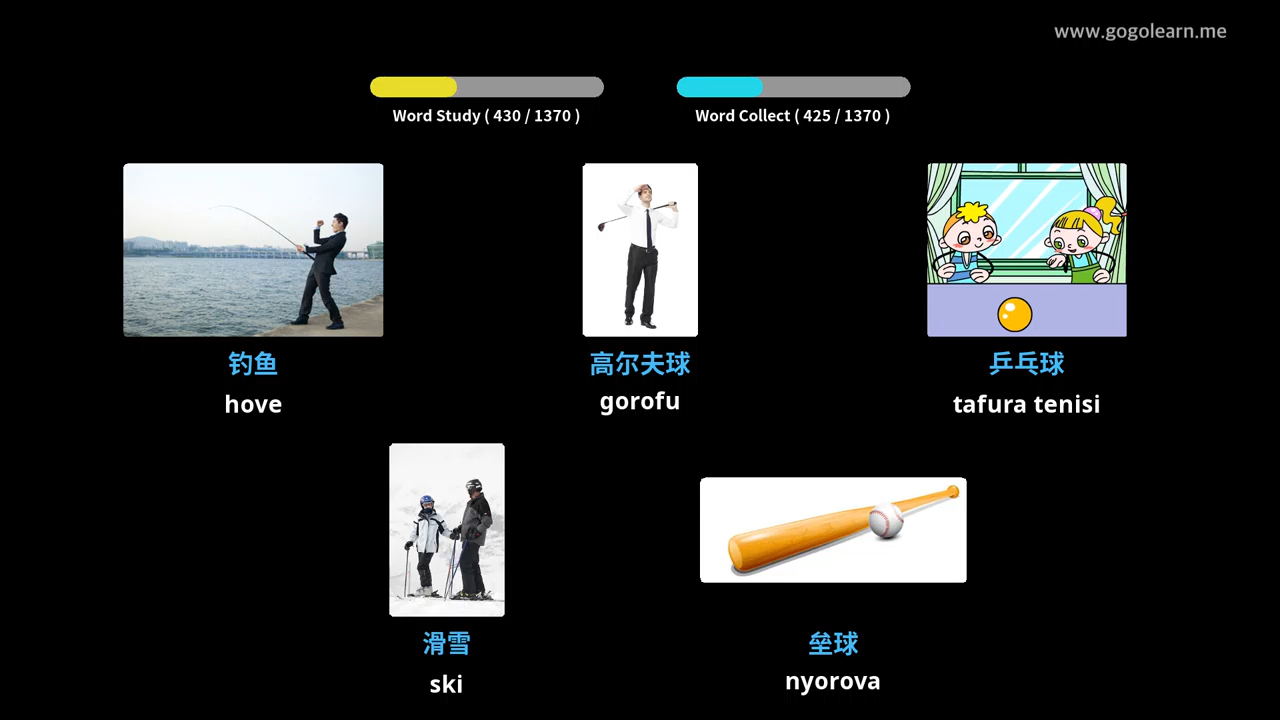 www.gogolearn.me
Word Study ( 430 / 1370 )
Word Collect ( 425 / 1370 )
钓鱼
hove
高尔夫球
gorofu
乒乓球
tafura tenisi
滑雪
ski
垒球
nyorova